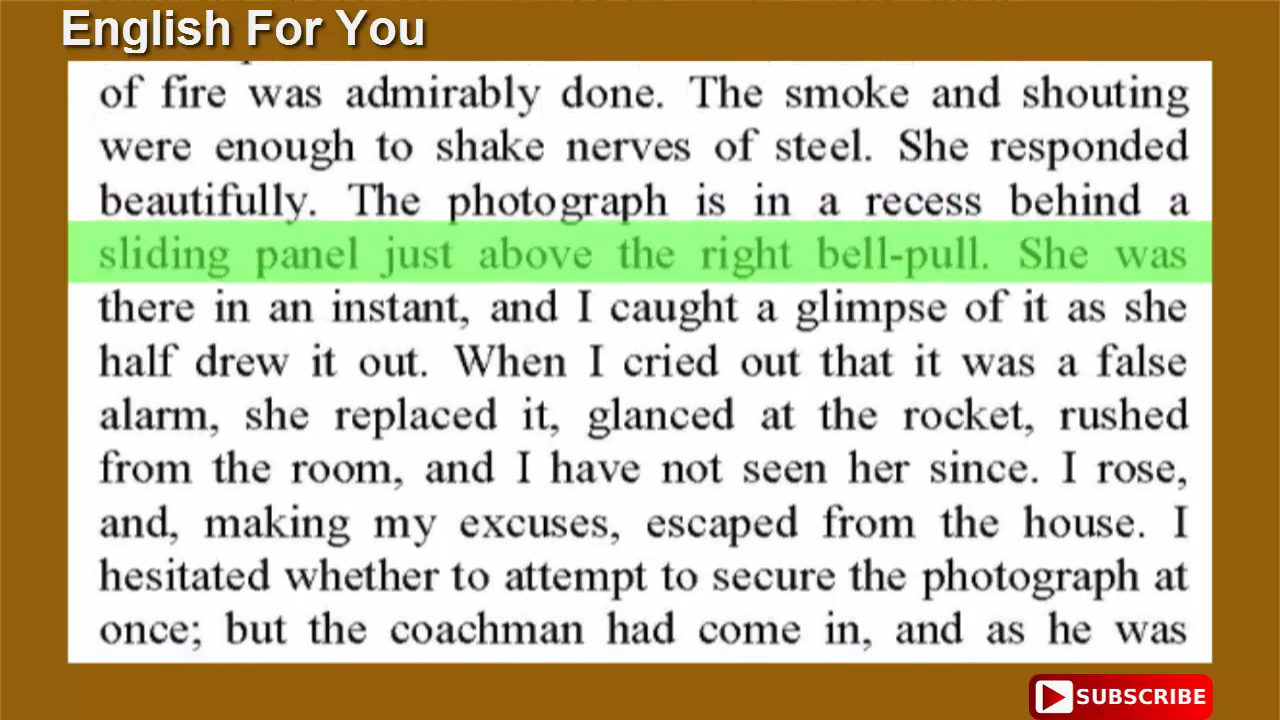 English For You
of fire was admirably done. The smoke and shouting
were enough to shake nerves of steel. She responded
beautifully. The photograph is in a recess behind a
sliding panel just above the right bell-pull. She was
there in an instant, and I caught a glimpse of it as she
half drew it out. When I cried out that it was a false
alarm, she replaced it, glanced at the rocket, rushed
from the room, and I have not seen her since. I rose,
and, making my excuses, escaped from the house. I
hesitated whether to attempt to secure the photograph at
once; but the coachman had come in, and as he was
SUBSCRIBE